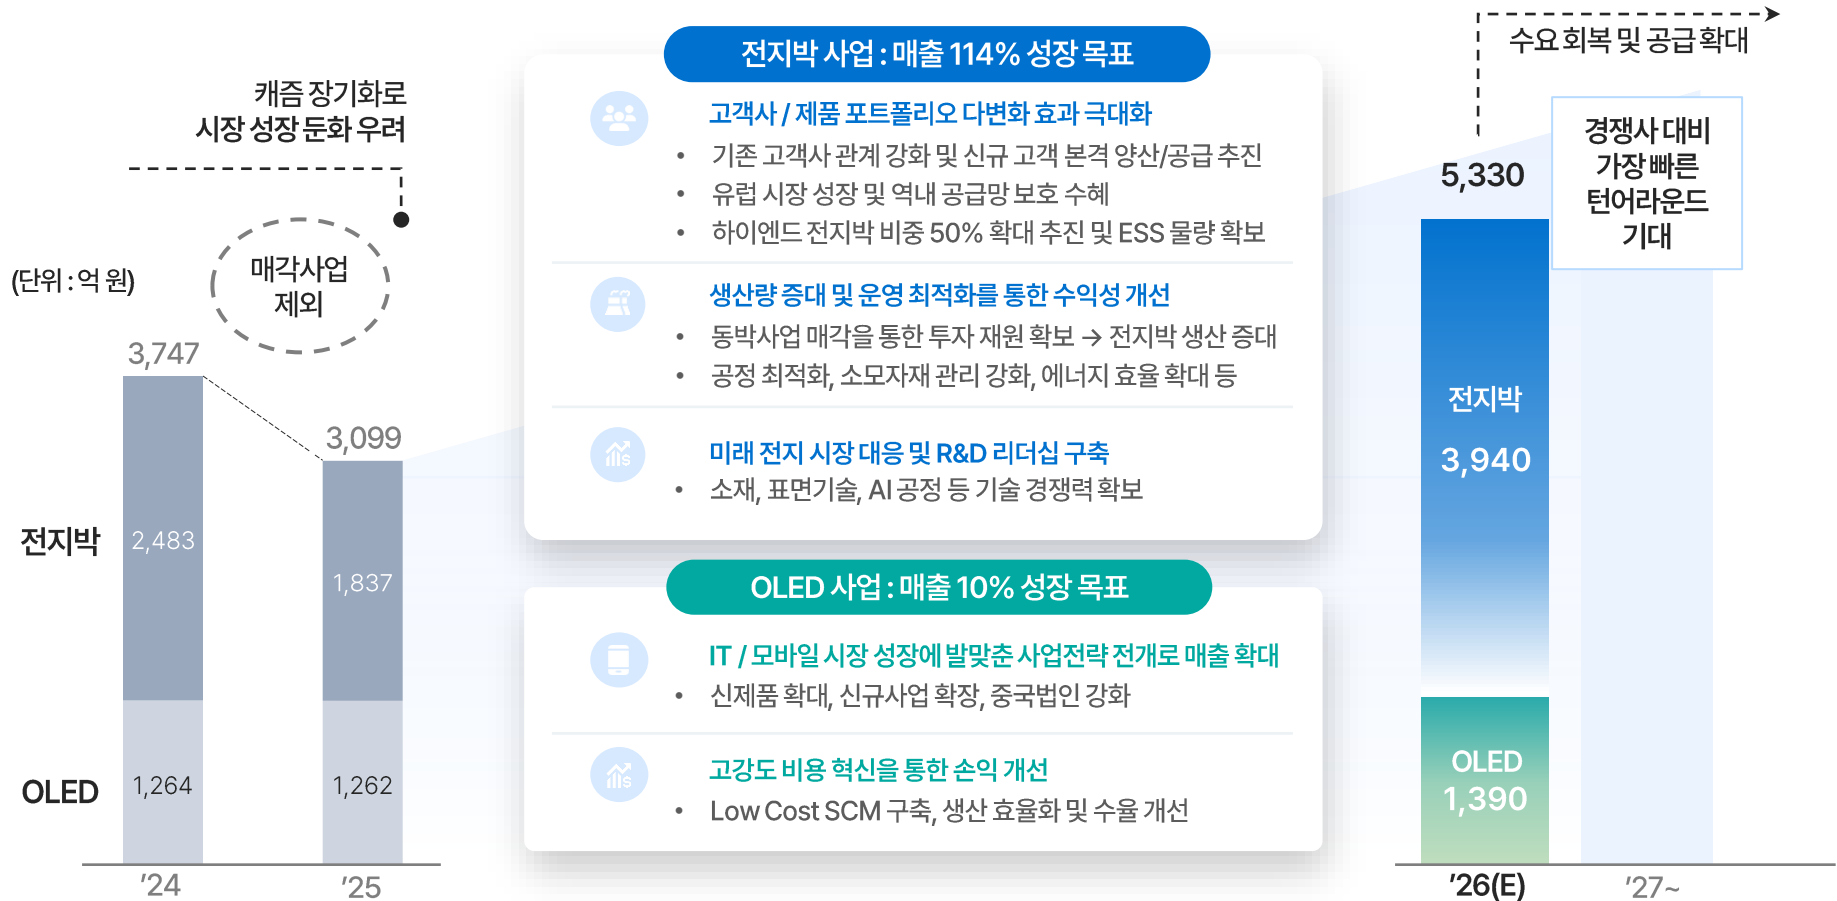 캐즘 장기화로
시장 성장 둔화 우려
(단위 : 억 원)
매각사업
제외
3,747
3,099
전지박
2,483
1,837
OLED
1,264
1,262
'24
'25
전지박 사업 : 매출 114% 성장 목표
고객사 / 제품 포트폴리오 다변화 효과 극대화
• 기존 고객사 관계 강화 및 신규 고객 본격 양산/공급 추진
• 유럽 시장 성장 및 역내 공급망 보호 수혜
• 하이엔드 전지박 비중 50% 확대 추진 및 ESS 물량 확보
생산량 증대 및 운영 최적화를 통한 수익성 개선
• 동박사업 매각을 통한 투자 재원 확보 → 전지박 생산 증대
• 공정 최적화, 소모자재 관리 강화, 에너지 효율 확대 등
미래 전지 시장 대응 및 R&D 리더십 구축
• 소재, 표면기술, AI 공정 등 기술 경쟁력 확보
OLED 사업 : 매출 10% 성장 목표
IT / 모바일 시장 성장에 발맞춘 사업전략 전개로 매출 확대
• 신제품 확대, 신규사업 확장, 중국법인 강화
고강도 비용 혁신을 통한 손익 개선
• Low Cost SCM 구축, 생산 효율화 및 수율 개선
수요 회복 및 공급 확대
5,330
경쟁사 대비
가장 빠른
턴어라운드
기대
전지박
3,940
OLED
1,390
'26(E)
'27~